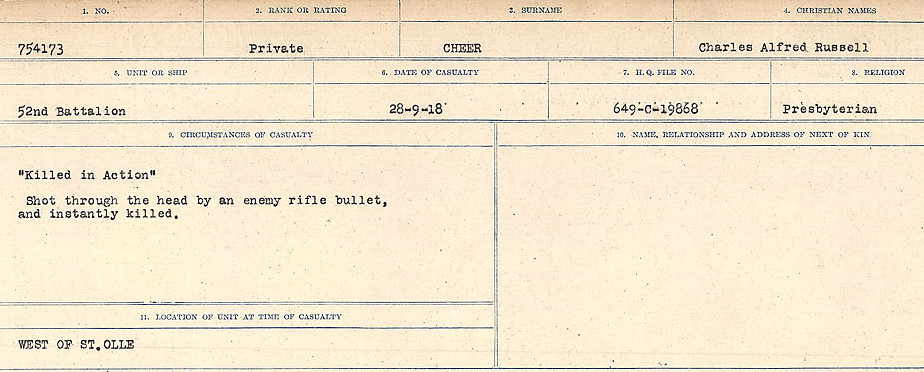 1. NO. 2. RANK OR RATING 3. SURNAME 4. CHRISTIAN NAMES
754173 Private CHEER Charles Alfred Russell
5. UNIT OR SHIP 6. DATE OF CASUALTY 7. H.Q. FILE NO. 8. RELIGION
52nd Battalion 28-9-18 649-C-19868 Presbyterian
9. CIRCUMSTANCES OF CASUALTY 10. NAME, RELATIONSHIP AND ADDRESS OF NEXT OF KIN
"Killed in Action"
Shot through the head by an enemy rifle bullet,
and instantly killed.
11. LOCATION OF UNIT AT TIME OF CASUALTY
WEST OF ST.OLLE